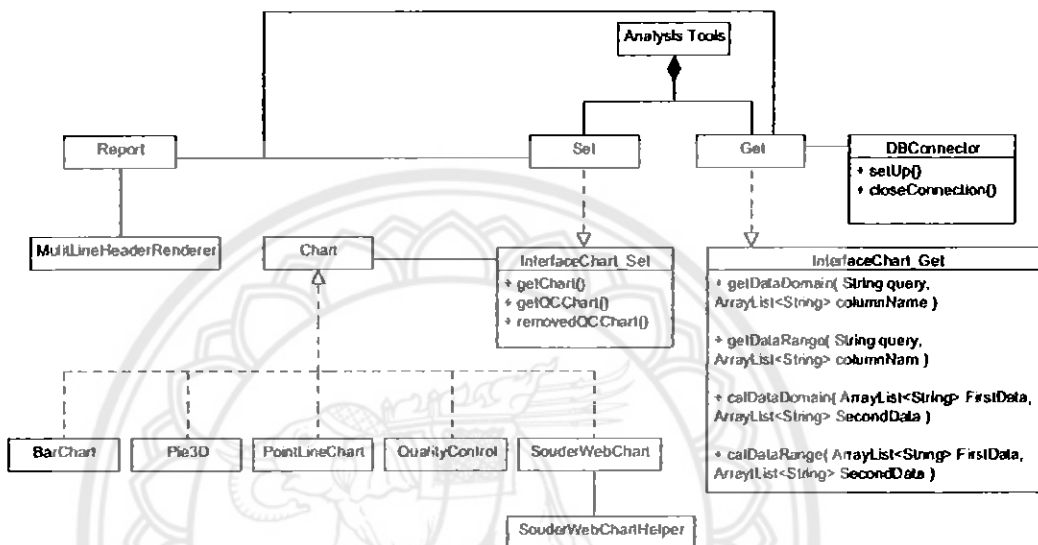 Analysis Tools
Report
Set
Get
DBConnector
+ setUp()
+ closeConnection()
MulitLineHeaderRenderer
Chart
InterfaceChart_Set
+ getChart()
+ getQCChart()
+ removedQCChart()
InterfaceChart_Get
+ getDataDomain( String query,
ArrayList<String> columnName )
+ getDataRange( String query,
ArrayList<String> columnNam )
+ calDataDomain( ArrayList<String> FirstData,
ArrayList<String> SecondData )
+ calDataRange( ArrayList<String> FirstData,
ArrayList<String> SecondData )
BarChart
Pie3D
PointLineChart
QualityControl
SouderWebChart
SouderWebChartHelper